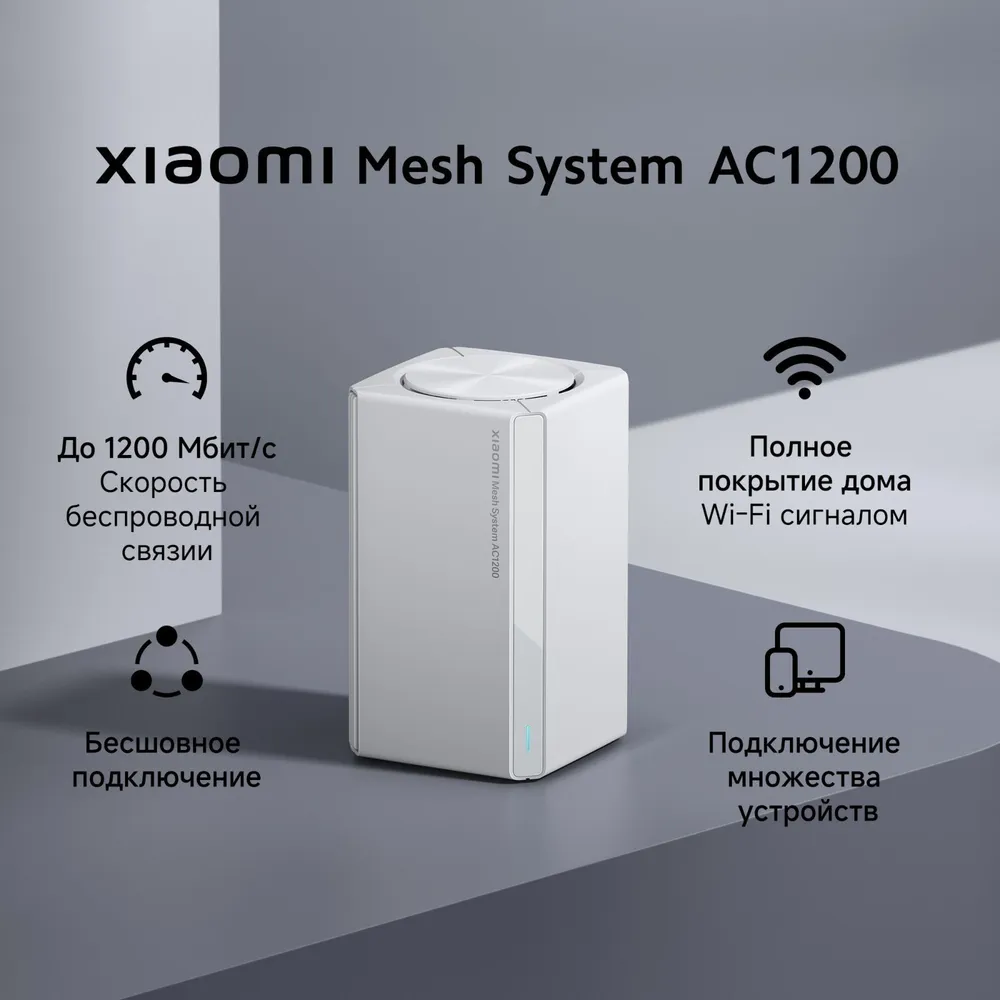 xiaomi Mesh System AC1200
До 1200 Мбит/с
Скорость
беспроводной
связии
Полное
покрытие дома
Wi-Fi сигналом
xiaomi Mesh System AC1200
Бесшовное
подключение
Подключение
множества
устройств